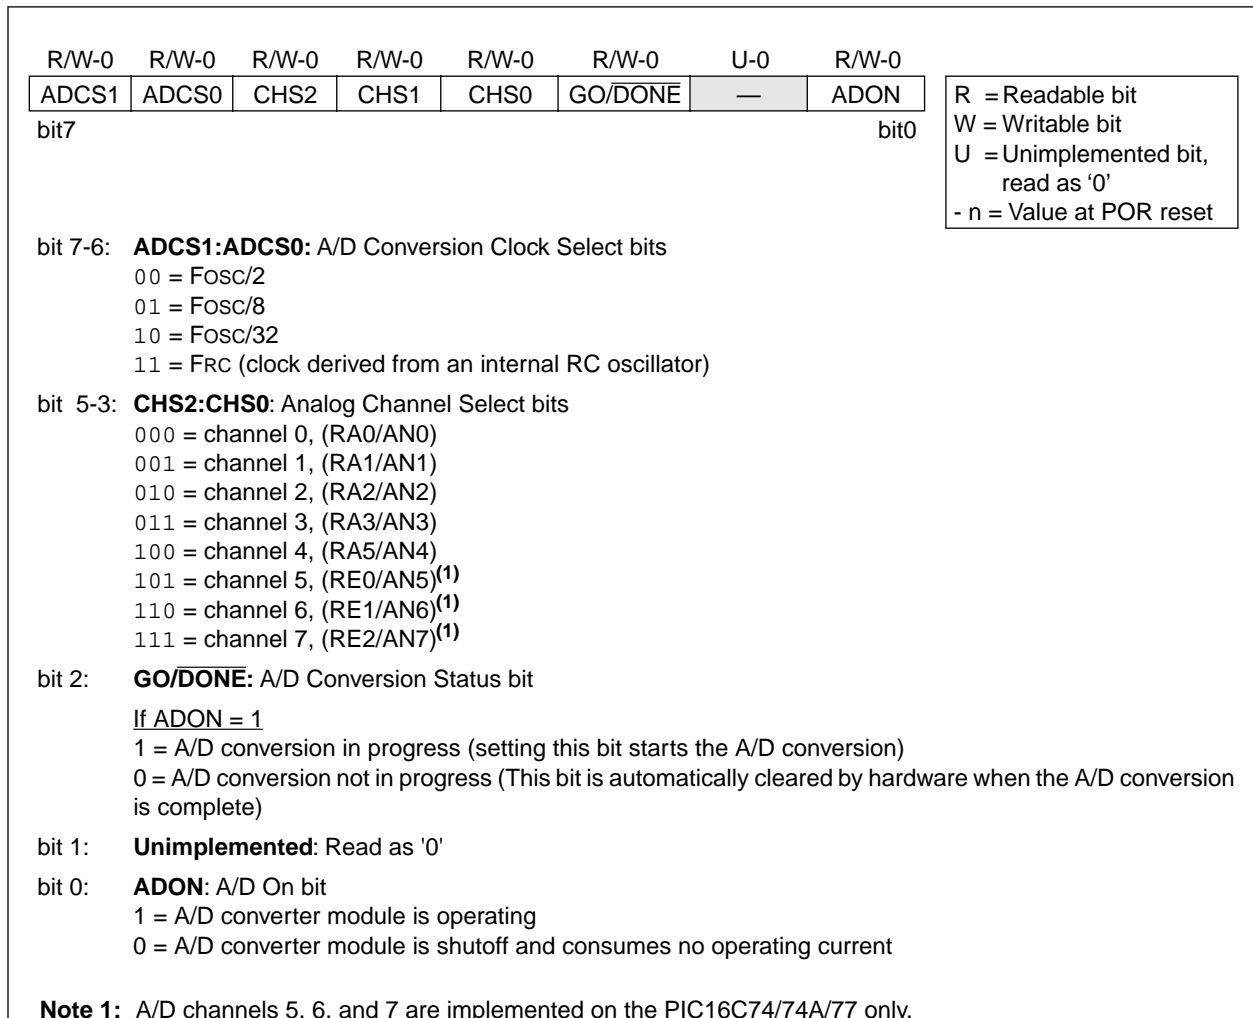 R/W-0 R/W-0 R/W-0 R/W-0 R/W-0 R/W-0 U-0 R/W-0
ADCS1 ADCS0 CHS2 CHS1 CHS0 GO/DONE — ADON
bit7 bit0
R = Readable bit
W = Writable bit
U = Unimplemented bit,
read as ‘0’
- n = Value at POR reset
bit 7-6: ADCS1:ADCS0: A/D Conversion Clock Select bits
00 = FOSC/2
01 = FOSC/8
10 = FOSC/32
11 = FRC (clock derived from an internal RC oscillator)
bit 5-3: CHS2:CHS0: Analog Channel Select bits
000 = channel 0, (RA0/AN0)
001 = channel 1, (RA1/AN1)
010 = channel 2, (RA2/AN2)
011 = channel 3, (RA3/AN3)
100 = channel 4, (RA5/AN4)
101 = channel 5, (RE0/AN5)(1)
110 = channel 6, (RE1/AN6)(1)
111 = channel 7, (RE2/AN7)(1)
bit 2: GO/DONE: A/D Conversion Status bit
If ADON = 1
1 = A/D conversion in progress (setting this bit starts the A/D conversion)
0 = A/D conversion not in progress (This bit is automatically cleared by hardware when the A/D conversion
is complete)
bit 1: Unimplemented: Read as '0'
bit 0: ADON: A/D On bit
1 = A/D converter module is operating
0 = A/D converter module is shutoff and consumes no operating current
Note 1: A/D channels 5, 6, and 7 are implemented on the PIC16C74/74A/77 only.